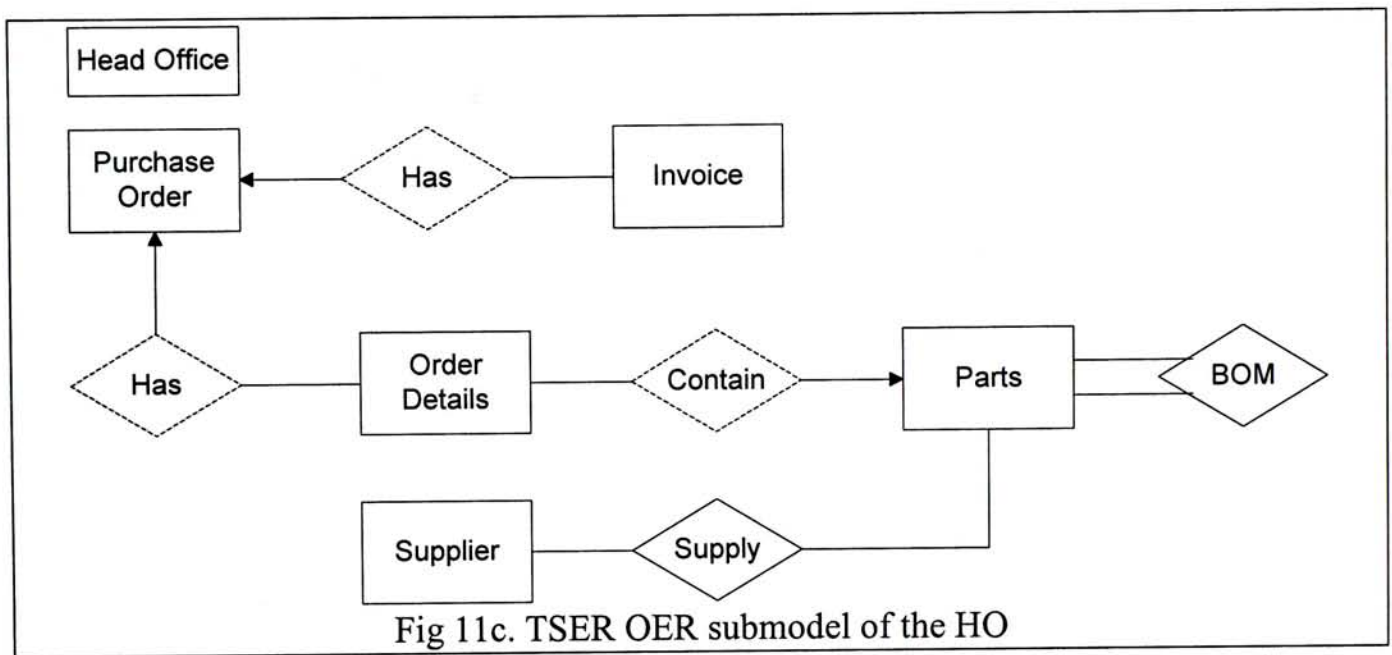 Head Office
Purchase
Order
Has
Invoice
Has
Order
Details
Contain
Parts
BOM
Supplier
Supply
Fig 11c. TSER OER submodel of the HO